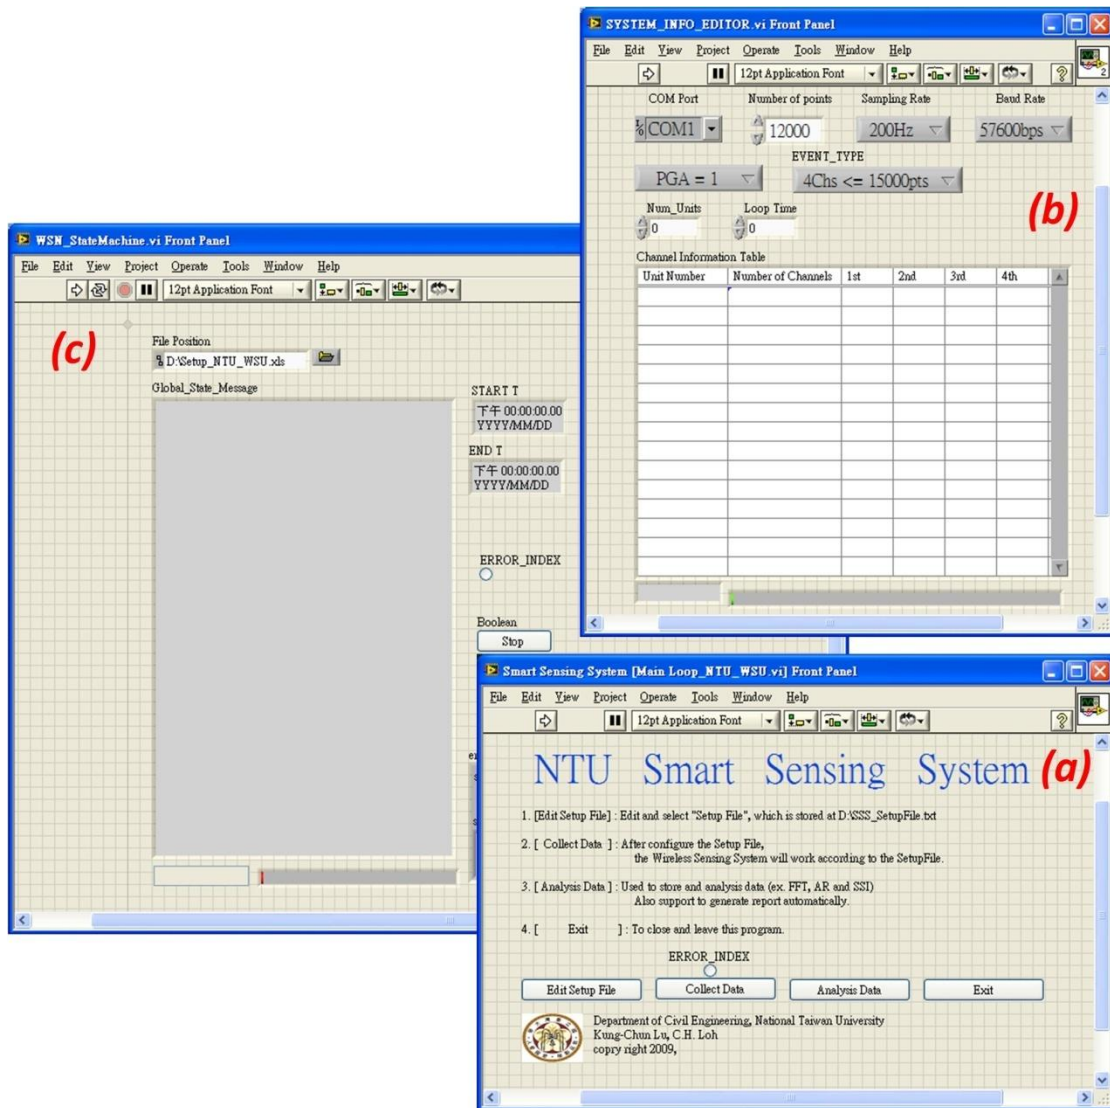 SYSTEM_INFO_EDITOR.vi Front Panel
File Edit View Project Operate Tools Window Help
12pt Application Font
2
COM Port Number of points Sampling Rate Baud Rate
COM1 12000 200Hz 57600bps
EVENT_TYPE
PGA = 1 4Chs <= 15000pts
(b)
Num_Units Loop Time
0 0
Channel Information Table
Unit Number Number of Channels 1st 2nd 3rd 4th
WSN_StateMachine.vi Front Panel
File Edit View Project Operate Tools Window Help
12pt Application Font
(c)
File Position
D:\Setup_NTU_WSU.xls
Global_State_Message
START T
下午 00:00:00.00
YYYY/MM/DD
END T
下午 00:00:00.00
YYYY/MM/DD
ERROR_INDEX
Boolean
Stop
Smart Sensing System [Main Loop_NTU_WSU.vi] Front Panel
File Edit View Project Operate Tools Window Help
12pt Application Font
NTU Smart Sensing System
(a)
1. [Edit Setup File] : Edit and select "Setup File", which is stored at D:\SSS_SetupFile.txt
2. [ Collect Data ] : After configure the Setup File,
the Wireless Sensing System will work according to the SetupFile.
3. [ Analysis Data ] : Used to store and analysis data (ex. FFT, AR and SSI)
Also support to generate report automatically.
4. [ Exit ] : To close and leave this program.
ERROR_INDEX
Edit Setup File Collect Data Analysis Data Exit
Department of Civil Engineering, National Taiwan University
Kung-Chun Lu, C.H. Loh
copry right 2009,